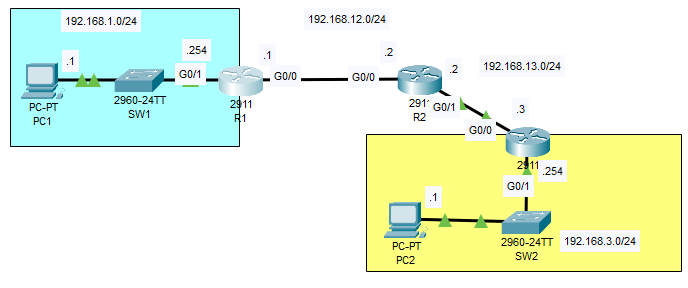 192.168.1.0/24
192.168.12.0/24
.1
.254
G0/1
.1
G0/0
.2
G0/0
.2
192.168.13.0/24
PC-PT
PC1
2960-24TT
SW1
2911
R1
2911
R2
G0/1
G0/0
.3
2911
.254
G0/1
.1
PC-PT
PC2
2960-24TT
SW2
192.168.3.0/24